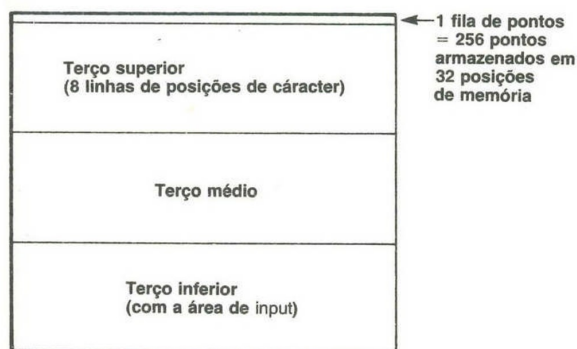 1 fila de pontos
= 256 pontos
armazenados em
32 posições
de memória
Terço superior
(8 linhas de posições de cáracter)
Terço médio
Terço inferior
(com a área de input)